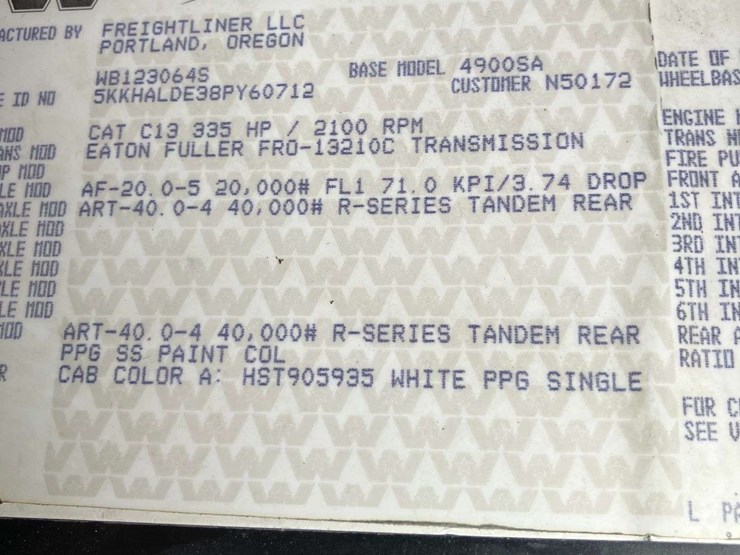 ACTURED BY FREIGHTLINER LLC
PORTLAND, OREGON
WB123064S BASE MODEL 4900SA DATE OF
E ID NO 5KKHALDE38PY60712 CUSTOMER N50172 WHEELBAS
ENGINE
MOD CAT C13 335 HP / 2100 RPM TRANS
ANS MOD EATON FULLER FRO-13210C TRANSMISSION FIRE PU
P MOD FRONT A
LE MOD AF-20.0-5 20,000# FL1 71.0 KPI/3.74 DROP 1ST INT
AXLE MOD ART-40.0-4 40,000# R-SERIES TANDEM REAR 2ND INT
AXLE MOD 3RD IN
XLE MOD 4TH IN
XLE MOD 5TH IN
LE MOD 6TH IN
LE MOD REAR A
MOD ART-40.0-4 40,000# R-SERIES TANDEM REAR RATIO
PPG SS PAINT COL
R CAB COLOR A: HST905935 WHITE PPG SINGLE
FOR C
SEE V
L PA